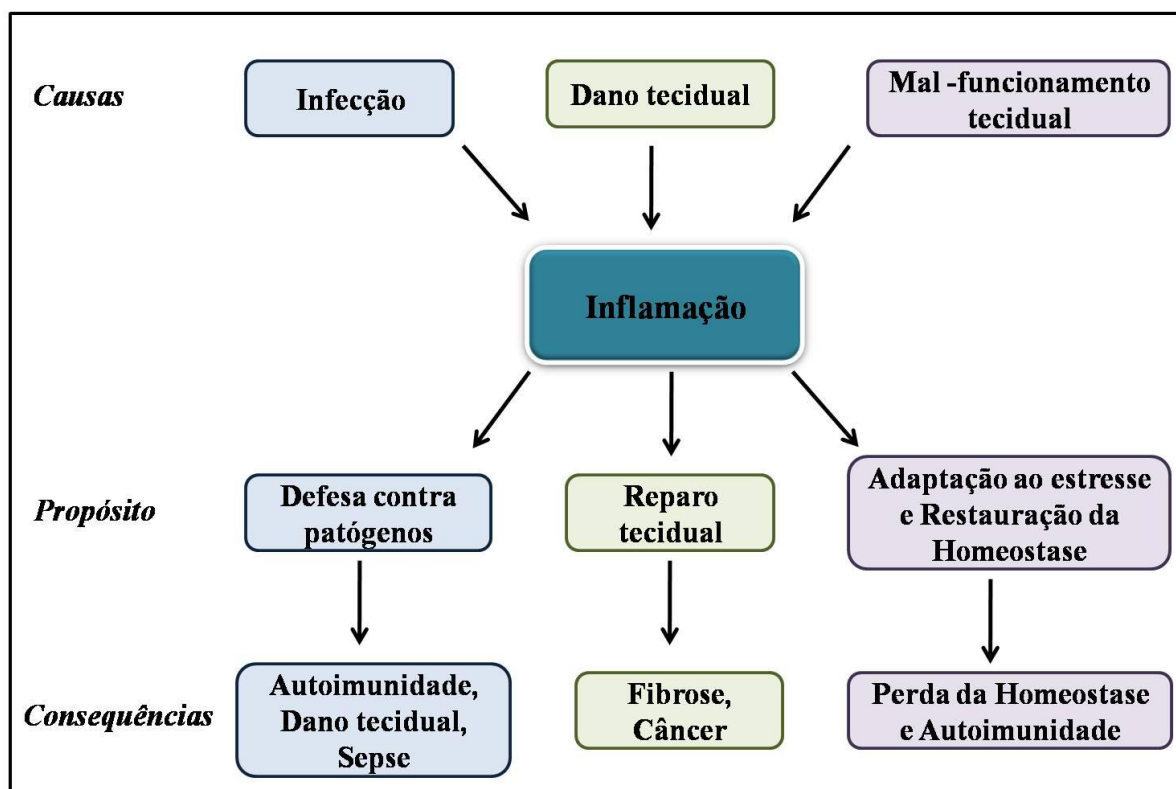 Causas
Infecção
Dano tecidual
Mal -funcionamento
tecidual
Inflamação
Propósito
Defesa contra
patógenos
Reparo
tecidual
Adaptação ao estresse
e Restauração da
Homeostase
Consequências
Autoimunidade,
Dano tecidual,
Sepse
Fibrose,
Câncer
Perda da Homeostase
e Autoimunidade